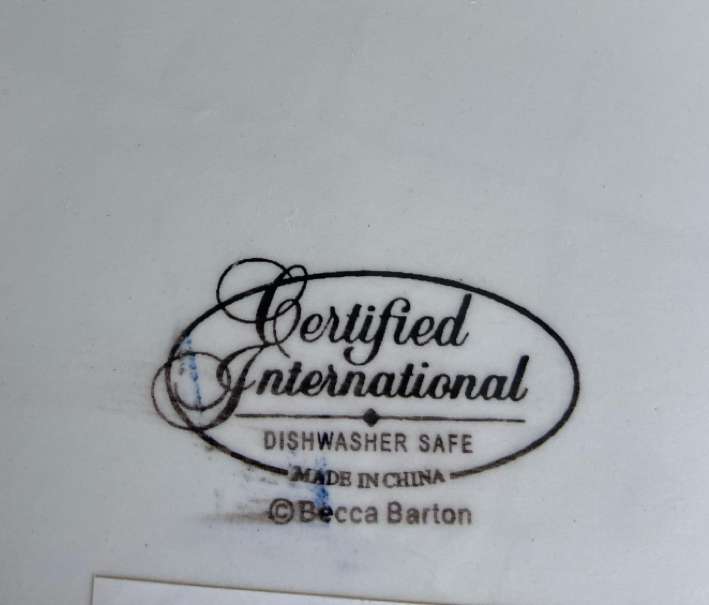 Certified
International
DISHWASHER SAFE
MADE IN CHINA
©Becca Barton